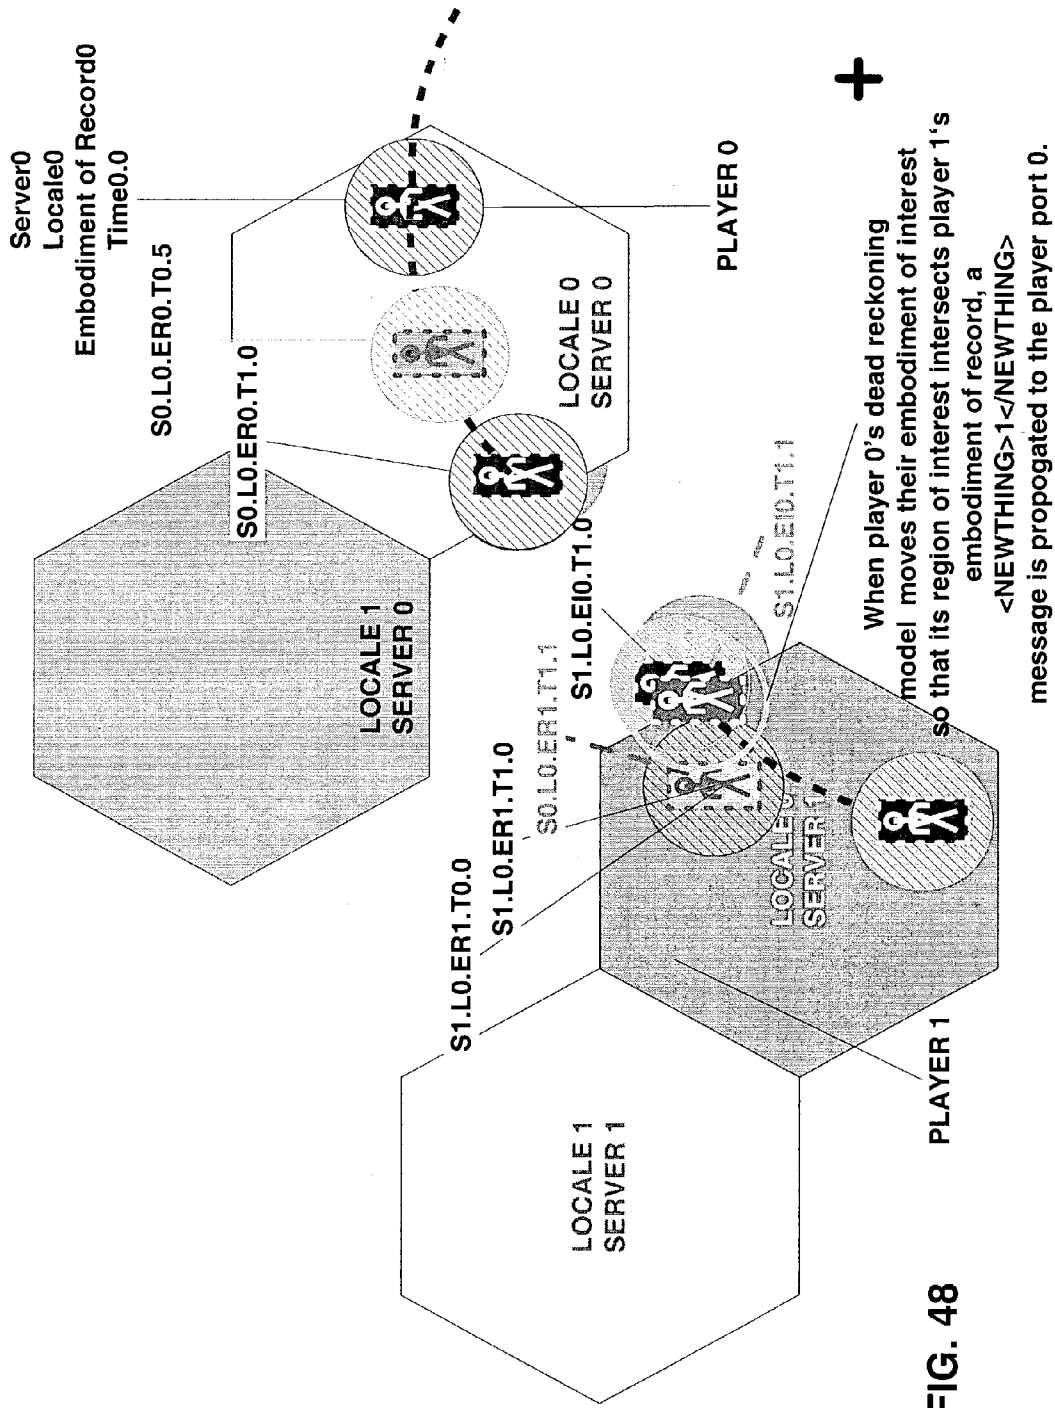 Server0
Locale0
Embodiment of Record0
Time0.0
S0.L0.ER0.T0.5
S0.L0.ER0.T1.0
LOCALE 1
SERVER 0
LOCALE 0
SERVER 0
PLAYER 0
S1.L0.EI0.T1.0
S0.L0.ER1.T1.1
S1.L0.EI0.T1.1
S1.L0.ER1.T1.0
S1.L0.ER1.T0.0
LOCALE 0
SERVER 1
LOCALE 1
SERVER 1
PLAYER 1
When player 0's dead reckoning
model moves their embodiment of interest
so that its region of interest intersects player 1's
embodiment of record, a
<NEWTHING>1</NEWTHING>
message is propogated to the player port 0.
+
FIG. 48